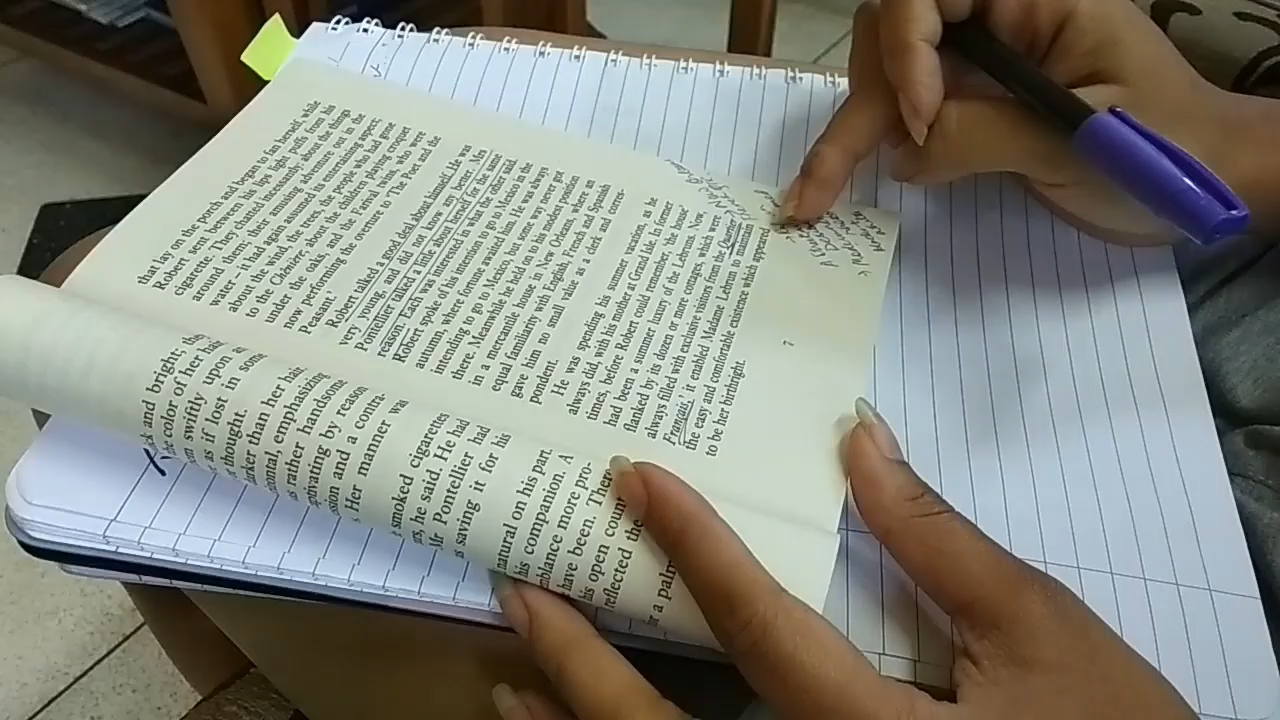 that lay on the porch and began to fan herself, while
Robert sent between his lips light puffs from his
cigarette. They chatted incessantly: about the things
around them; their amusing adventure out in the
water - it had again assumed its entertaining aspect;
about the wind, the trees, the people who had gone
to the Chênière; about the children playing croquet
under the oaks, and the Farival twins, who were
now performing the overture to 'The Poet and the
Peasant'.
Robert talked a good deal about himself. He was
very young, and did not know any better. Mrs
Pontellier talked a little about herself for the same
reason. Each was interested in what the other said.
Robert spoke of his intention to go to Mexico in the
autumn, where fortune awaited him. He was always
intending to go to Mexico, but some way never got
there. Meanwhile he held on to his modest position
in a mercantile house in New Orleans, where an
equal familiarity with English, French and Spanish
gave him no small value as a clerk and corres-
pondent.
He was spending his summer vacation, as he
always did, with his mother at Grand Isle. In former
times, before Robert could remember, 'the house'
had been a summer luxury of the Lebruns. Now,
flanked by its dozen or more cottages, which were
always filled with exclusive visitors from the 'Quartier
Français,' it enabled Madame Lebrun to maintain
the easy and comfortable existence which appeared
to be her birthright.
7
and bright; th
the color of her
swiftly upon
as if lost in some
thought.
than her hai
emphasizing
rather handsome
by reason
and a contra-
Her manner was
smoked cigarettes
he said. He had
Mr Pontellier had
saving it for his
natural on his part.
his companion. A
more pro-
have been. There
his open coun
reflected the
a palm